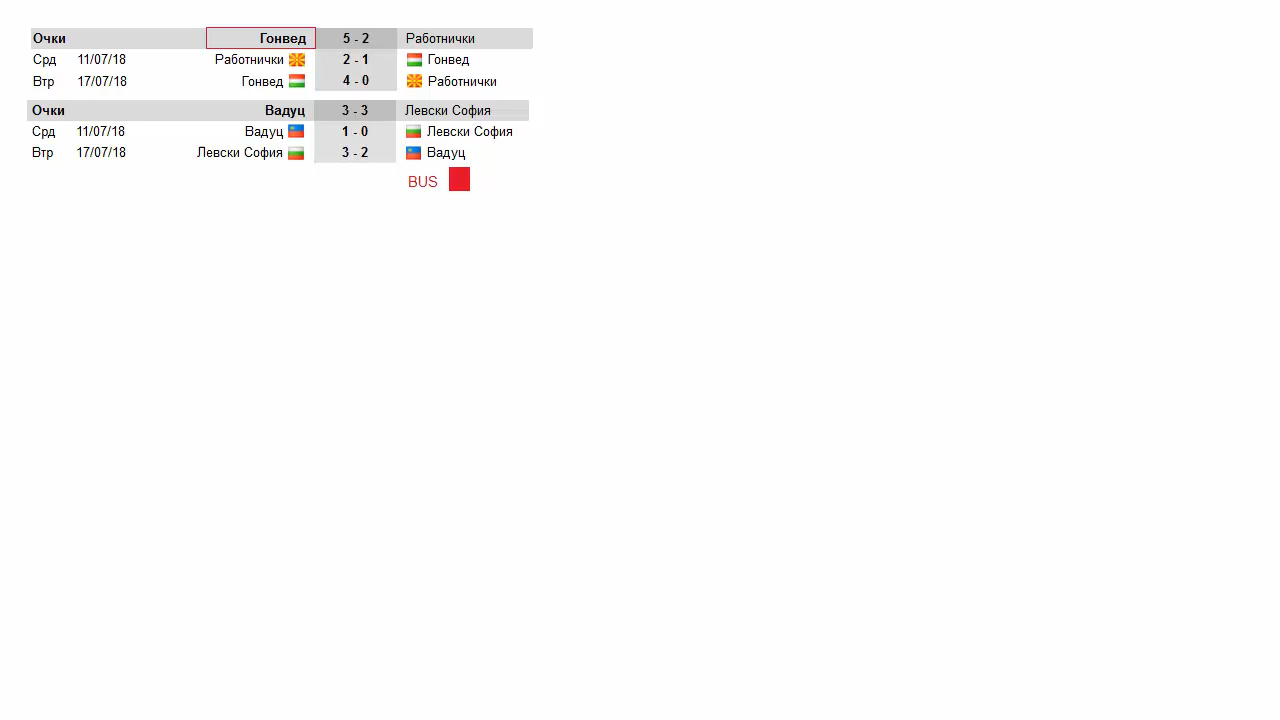 Очки Гонвед 5 - 2 Работнички
Срд 11/07/18 Работнички 2 - 1 Гонвед
Втр 17/07/18 Гонвед 4 - 0 Работнички
Очки Вадуц 3 - 3 Левски София
Срд 11/07/18 Вадуц 1 - 0 Левски София
Втр 17/07/18 Левски София 3 - 2 Вадуц
BUS